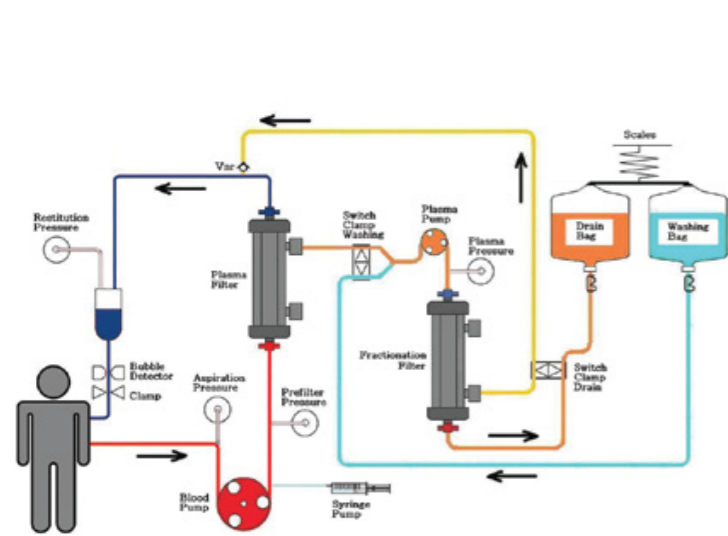 Scales
Vnr
Restitution
Pressure
Switch
Clamp
Washing
Plasma
Pump
Drain
Bag
Washing
Bag
Plasma
Pressure
Plasma
Filter
Fractionation
Filter
Bubble
Detector
Clamp
Aspiration
Pressure
Prefilter
Pressure
Switch
Clamp
Drain
Blood
Pump
Syringe
Pump